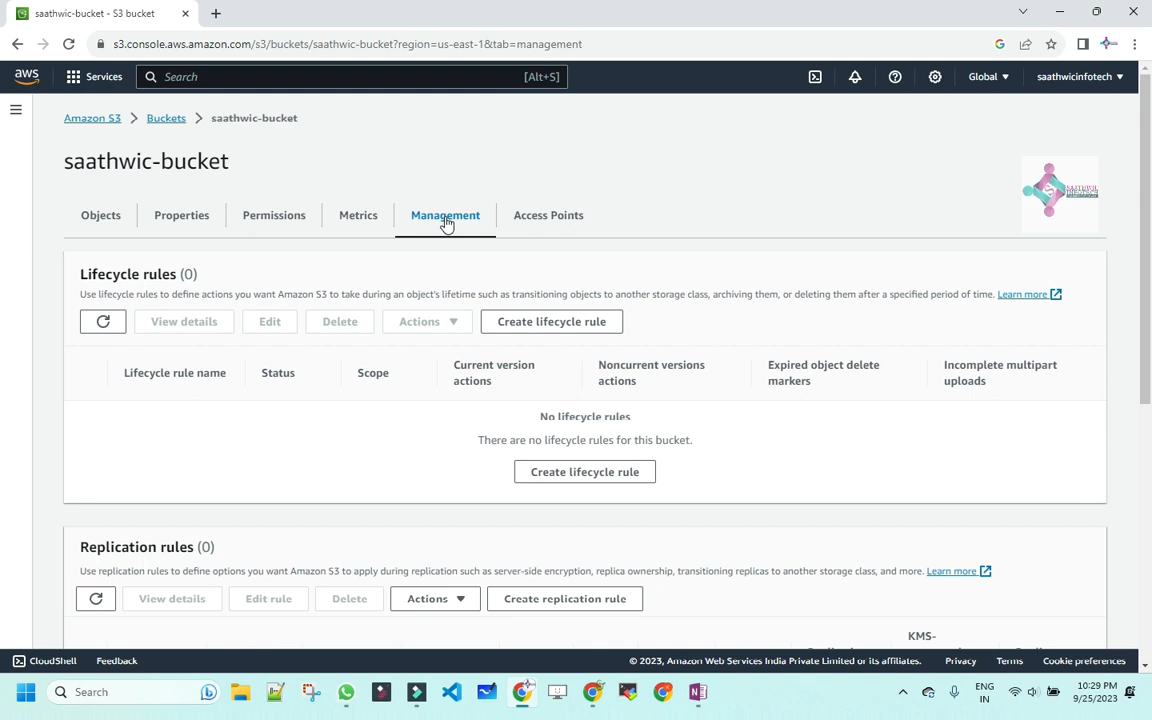 saathwic-bucket - S3 bucket
s3.console.aws.amazon.com/s3/buckets/saathwic-bucket?region=us-east-1&tab=management
aws Services Search [Alt+S] Global saathwicinfotech
Amazon S3 > Buckets > saathwic-bucket
saathwic-bucket
Objects Properties Permissions Metrics Management Access Points
Lifecycle rules (0)
Use lifecycle rules to define actions you want Amazon S3 to take during an object's lifetime such as transitioning objects to another storage class, archiving them, or deleting them after a specified period of time. Learn more
View details Edit Delete Actions Create lifecycle rule
Lifecycle rule name Status Scope Current version actions Noncurrent versions actions Expired object delete markers Incomplete multipart uploads
No lifecycle rules
There are no lifecycle rules for this bucket.
Create lifecycle rule
Replication rules (0)
Use replication rules to define options you want Amazon S3 to apply during replication such as server-side encryption, replica ownership, transitioning replicas to another storage class, and more. Learn more
View details Edit rule Delete Actions Create replication rule
KMS-
CloudShell Feedback © 2023, Amazon Web Services India Private Limited or its affiliates. Privacy Terms Cookie preferences
Search ENG IN 10:29 PM 9/25/2023